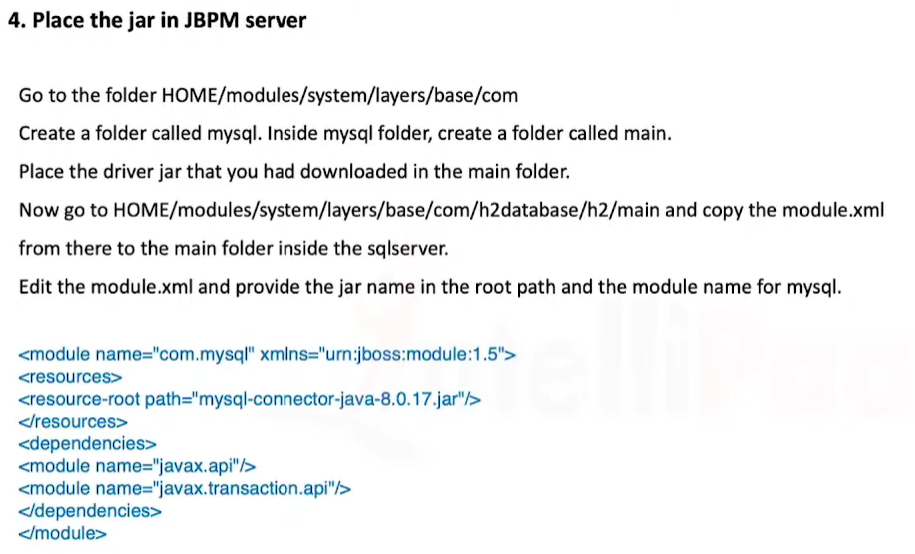 4. Place the jar in JBPM server
Go to the folder HOME/modules/system/layers/base/com
Create a folder called mysql. Inside mysql folder, create a folder called main.
Place the driver jar that you had downloaded in the main folder.
Now go to HOME/modules/system/layers/base/com/h2database/h2/main and copy the module.xml
from there to the main folder inside the sqlserver.
Edit the module.xml and provide the jar name in the root path and the module name for mysql.
<module name="com.mysql" xmlns="urn:jboss:module:1.5">
<resources>
<resource-root path="mysql-connector-java-8.0.17.jar"/>
</resources>
<dependencies>
<module name="javax.api"/>
<module name="javax.transaction.api"/>
</dependencies>
</module>